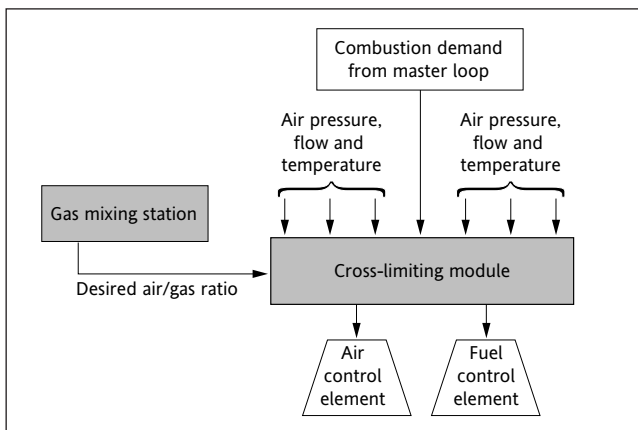 Combustion demand
from master loop
Air pressure,
flow and
temperature
Air pressure,
flow and
temperature
Gas mixing station
Desired air/gas ratio
Cross-limiting module
Air
control
element
Fuel
control
element